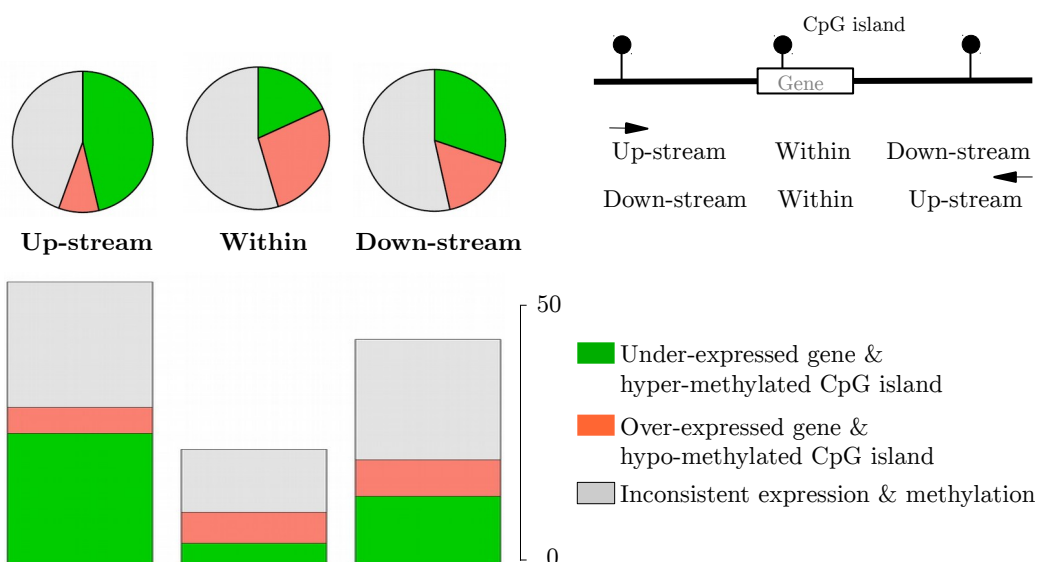 CpG island
Gene
Up-stream Within Down-stream
Down-stream Within Up-stream
Up-stream Within Down-stream
50
0
Under-expressed gene &
hyper-methylated CpG island
Over-expressed gene &
hypo-methylated CpG island
Inconsistent expression & methylation